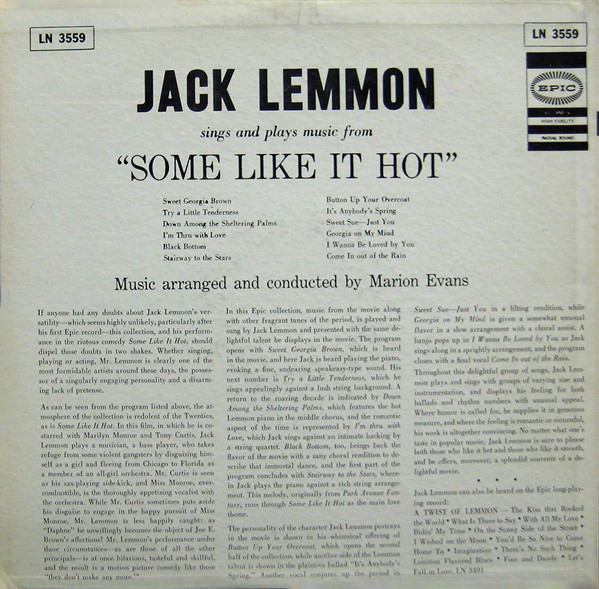 LN 3559
LN 3559
EPIC
HIGH FIDELITY
RADIAL SOUND
JACK LEMMON
sings and plays music from
“SOME LIKE IT HOT”
Sweet Georgia Brown
Try a Little Tenderness
Down Among the Sheltering Palms
I'm Thru with Love
Black Bottom
Stairway to the Stars
Button Up Your Overcoat
It's Anybody's Spring
Sweet Sue—Just You
Georgia on My Mind
I Wanna Be Loved by You
Come In out of the Rain
Music arranged and conducted by Marion Evans
If anyone had any doubts about Jack Lemmon's ver-
satility—which seems highly unlikely, particularly after
his first Epic record—this collection, and his perform-
ance in the riotous comedy Some Like It Hot, should
dispel those doubts in two shakes. Whether singing,
playing or acting, Mr. Lemmon is clearly one of the
most formidable artists around these days, the posses-
sor of a singularly engaging personality and a disarm-
ing lack of pretense.
As can be seen from the program listed above, the at-
mosphere of the collection is redolent of the Twenties,
as is Some Like It Hot. In this film, in which he is co-
starred with Marilyn Monroe and Tony Curtis, Jack
Lemmon plays a musician, a bass player, who takes
refuge from some violent gangsters by disguising him-
self as a girl and fleeing from Chicago to Florida as
a member of an all-girl orchestra. Mr. Curtis is seen
as his sax-playing side-kick, and Miss Monroe, ever-
combustible, is the thoroughly appetising vocalist with
the orchestra. While Mr. Curtis sometimes puts aside
his disguise to engage in the happy pursuit of Miss
Monroe, Mr. Lemmon is less happily caught: as
"Daphne" he unwillingly becomes the object of Joe E.
Brown's affections! Mr. Lemmon's performance under
these circumstances—as are those of all the other
principals—is at once hilarious, tasteful and skillful,
and the result is a motion picture comedy like those
"they don't make any more."
In this Epic collection, music from the movie along
with other fragrant tunes of the period, is played and
sung by Jack Lemmon and presented with the same de-
lightful talent he displays in the movie. The program
opens with Sweet Georgia Brown, which is heard
in the movie, and here Jack is heard playing the piano,
evoking a fine, endearing speakeasy-type sound. His
next number is Try a Little Tenderness, which he
sings appealingly against a lush string background. A
return to the roaring decade is indicated by Down
Among the Sheltering Palms, which features the hot
Lemmon piano in the middle chorus, and the romantic
aspect of the time is represented by I'm thru with
Love, which Jack sings against an intimate backing by
a string quartet. Black Bottom, too, brings back the
flavor of the movie with a zany choral rendition to de-
scribe that immortal dance, and the first part of the
program concludes with Stairway to the Stars, where-
in Jack plays the piano against a rich string arrange-
ment. This melody, originally from Park Avenue Fan-
tasy, runs through Some Like It Hot as the main love
theme.
The personality of the character Jack Lemmon portrays
in the movie is shown in his whimsical offering of
Button Up Your Overcoat, which opens the second
half of the collection, while another side of the Lemmon
talent is shown in the plaintive ballad "It's Anybody's
Spring." Another vocal conjures up the period in
Sweet Sue—Just You in a lilting rendition, while
Georgia on My Mind is given a somewhat unusual
flavor in a slow arrangement with a choral assist. A
banjo pops up in I Wanna Be Loved by You as Jack
sings along in a sprightly arrangement, and the program
closes with a final vocal Come In out of the Rain.
Throughout this delightful group of songs, Jack Lem-
mon plays and sings with groups of varying size and
instrumentation, and displays his feeling for both
ballads and rhythm numbers with unusual appeal.
Where humor is called for, he supplies it in generous
measure, and where the feeling is romantic or mournful,
his work is altogether convincing. No matter what one's
taste in popular music, Jack Lemmon is sure to please
both those who like it hot and those who like it smooth,
and he offers, moreover, a splendid souvenir of a de-
lightful movie.
• • •
Jack Lemmon can also be heard on the Epic long-play-
ing record:
A TWIST OF LEMMON—The Kiss that Rocked
the World • What Is There to Say • With All My Love •
Bidin' My Time • On the Sunny Side of the Street •
I Wished on the Moon • You'd Be So Nice to Come
Home To • Imagination • There's No Such Thing •
Lemmon Flavored Blues • Fine and Dandy • Let's
Fall in Love. LN 3491